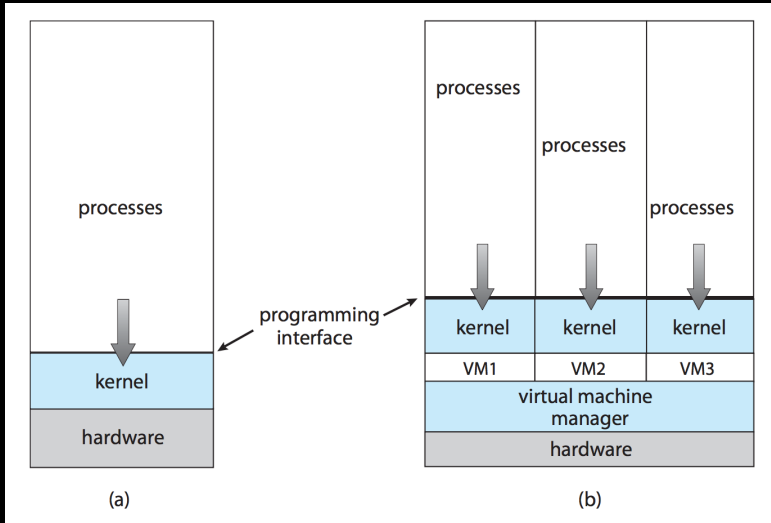 processes
kernel
hardware
(a)
programming
interface
processes
processes
processes
kernel
kernel
kernel
VM1
VM2
VM3
virtual machine
manager
hardware
(b)